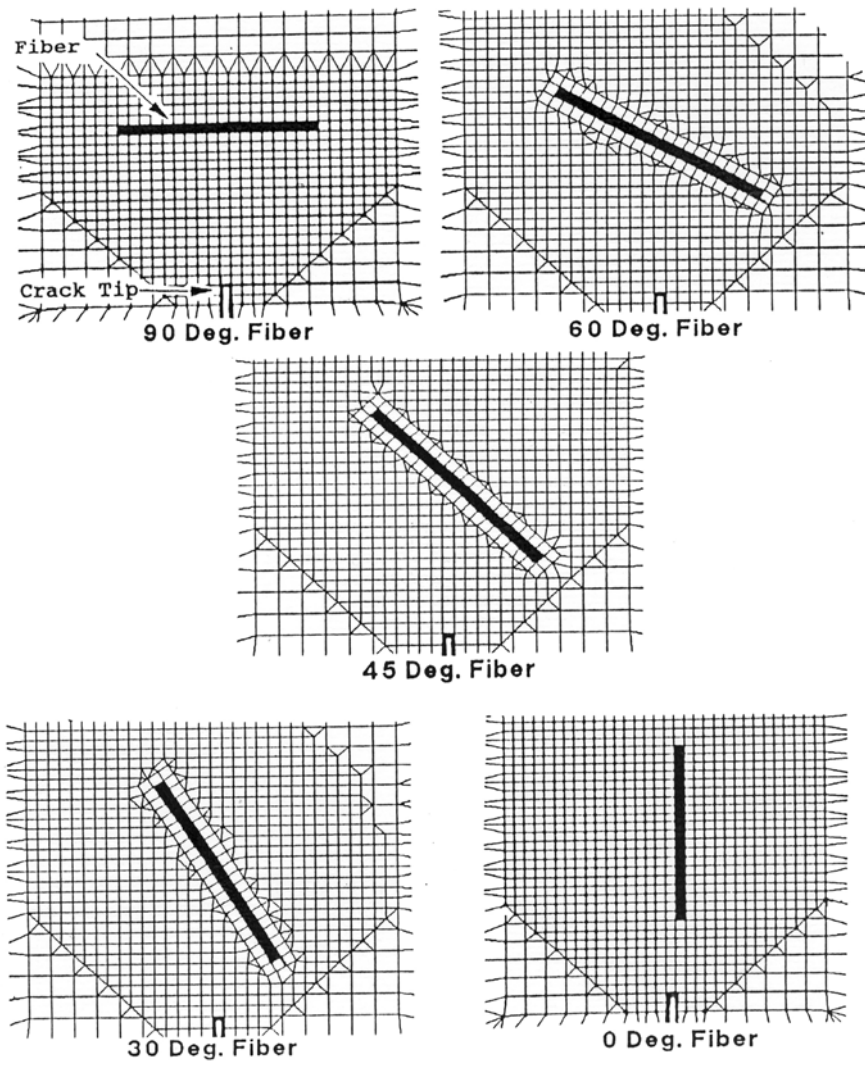 Fiber
Crack Tip
90 Deg. Fiber
60 Deg. Fiber
45 Deg. Fiber
30 Deg. Fiber
0 Deg. Fiber